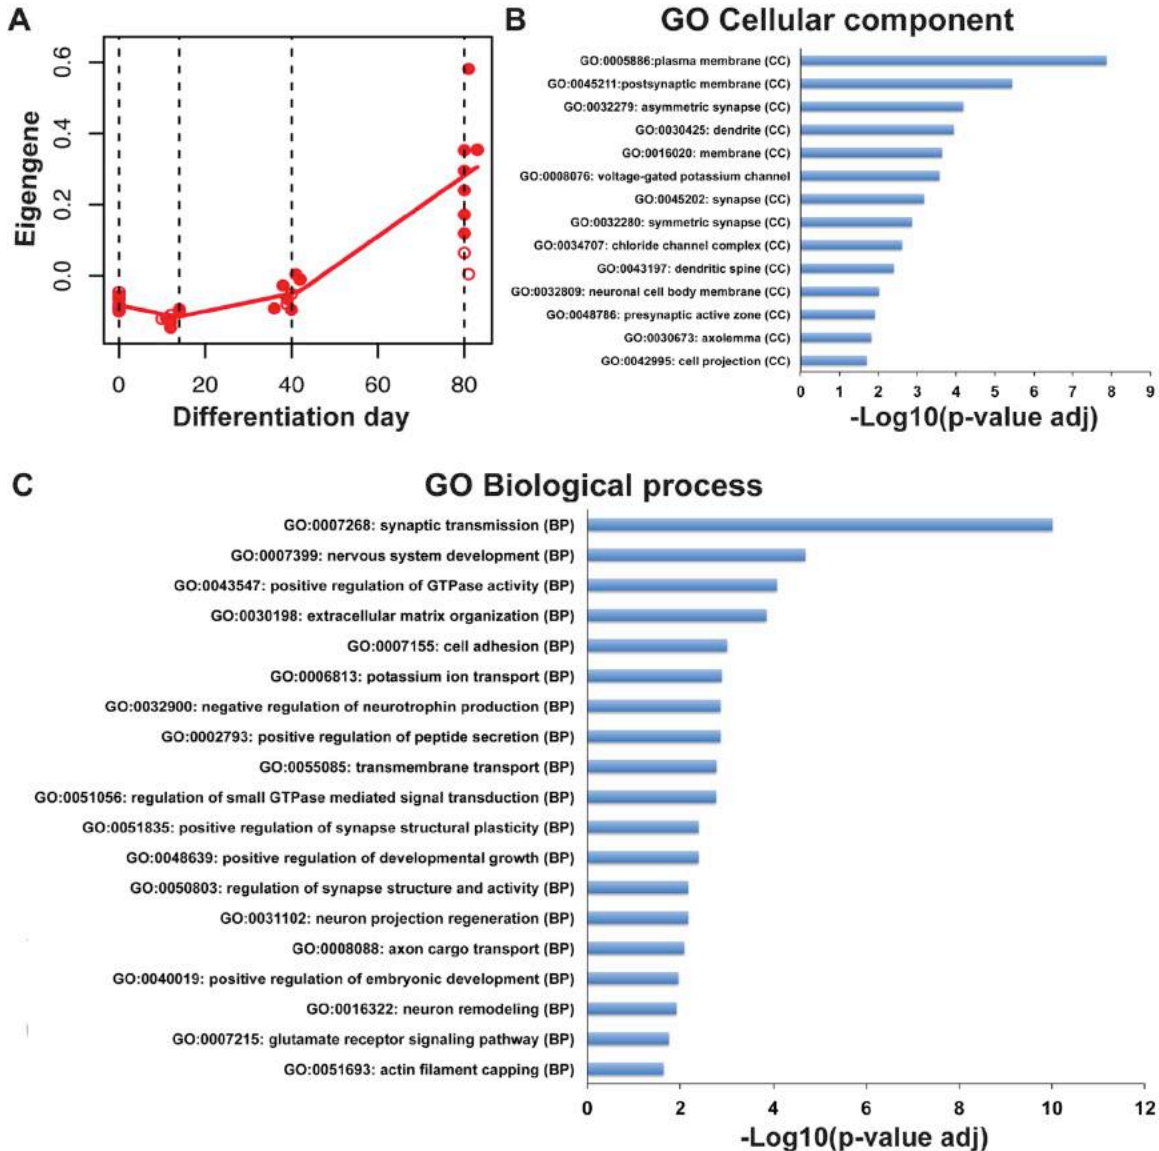 A
0.6
0.4
0.2
0.0
Eigengene
0 20 40 60 80
Differentiation day
B
GO Cellular component
GO:0005886:plasma membrane (CC)
GO:0045211:postsynaptic membrane (CC)
GO:0032279: asymmetric synapse (CC)
GO:0030425: dendrite (CC)
GO:0016020: membrane (CC)
GO:0008076: voltage-gated potassium channel
GO:0045202: synapse (CC)
GO:0032280: symmetric synapse (CC)
GO:0034707: chloride channel complex (CC)
GO:0043197: dendritic spine (CC)
GO:0032809: neuronal cell body membrane (CC)
GO:0048786: presynaptic active zone (CC)
GO:0030673: axolemma (CC)
GO:0042995: cell projection (CC)
0 1 2 3 4 5 6 7 8 9
-Log10(p-value adj)
C
GO Biological process
GO:0007268: synaptic transmission (BP)
GO:0007399: nervous system development (BP)
GO:0043547: positive regulation of GTPase activity (BP)
GO:0030198: extracellular matrix organization (BP)
GO:0007155: cell adhesion (BP)
GO:0006813: potassium ion transport (BP)
GO:0032900: negative regulation of neurotrophin production (BP)
GO:0002793: positive regulation of peptide secretion (BP)
GO:0055085: transmembrane transport (BP)
GO:0051056: regulation of small GTPase mediated signal transduction (BP)
GO:0051835: positive regulation of synapse structural plasticity (BP)
GO:0048639: positive regulation of developmental growth (BP)
GO:0050803: regulation of synapse structure and activity (BP)
GO:0031102: neuron projection regeneration (BP)
GO:0008088: axon cargo transport (BP)
GO:0040019: positive regulation of embryonic development (BP)
GO:0016322: neuron remodeling (BP)
GO:0007215: glutamate receptor signaling pathway (BP)
GO:0051693: actin filament capping (BP)
0 2 4 6 8 10 12
-Log10(p-value adj)